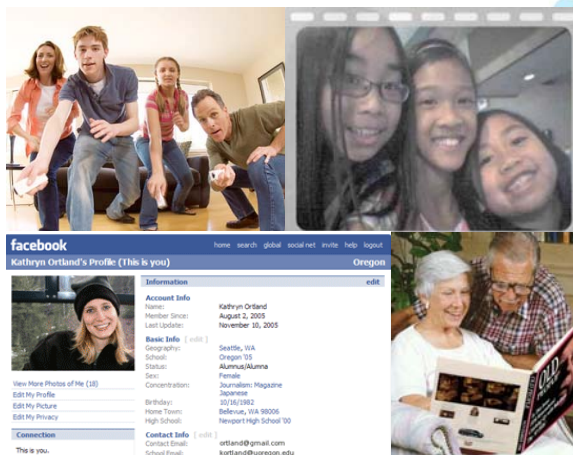 facebook
home search global social net invite help logout
Kathryn Ortland's Profile (This is you) Oregon
Information edit
Account Info
Name: Kathryn Ortland
Member Since: August 2, 2005
Last Update: November 10, 2005
Basic Info [ edit ]
Geography: Seattle, WA
School: Oregon '05
Status: Alumnus/Alumna
Sex: Female
Concentration: Journalism: Magazine
Japanese
Birthday: 10/16/1982
Home Town: Bellevue, WA 98006
High School: Newport High School '00
Contact Info [ edit ]
Contact Email: ortland@gmail.com
School Email: kortland@uoregon.edu
View More Photos of Me (18)
Edit My Profile
Edit My Picture
Edit My Privacy
Connection
This is you.
OLD